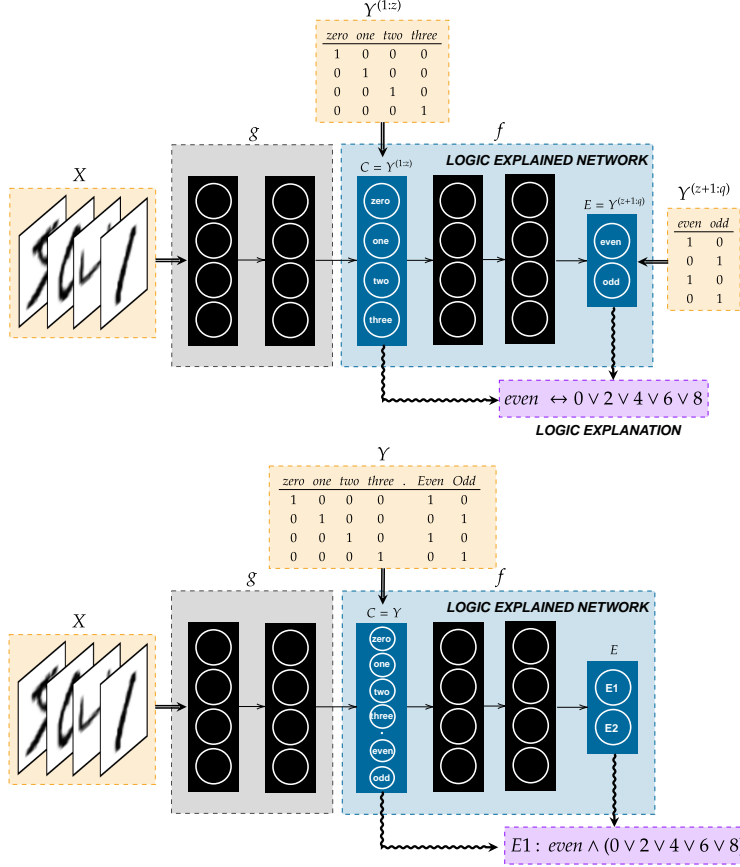 Y^(1:z)
zero one two three
1 0 0 0
0 1 0 0
0 0 1 0
0 0 0 1
g
f
LOGIC EXPLAINED NETWORK
X
C = Y^(1:z)
E = Y^(z+1:q)
Y^(z+1:q)
zero
one
two
three
even
odd
even odd
1 0
0 1
1 0
0 1
even ↔ 0 ∨ 2 ∨ 4 ∨ 6 ∨ 8
LOGIC EXPLANATION
Y
zero one two three . Even Odd
1 0 0 0 1 0
0 1 0 0 0 1
0 0 1 0 1 0
0 0 0 1 0 1
g
f
LOGIC EXPLAINED NETWORK
X
C = Y
E
zero
one
two
three
.
even
odd
E1
E2
E1 : even ∧ (0 ∨ 2 ∨ 4 ∨ 6 ∨ 8